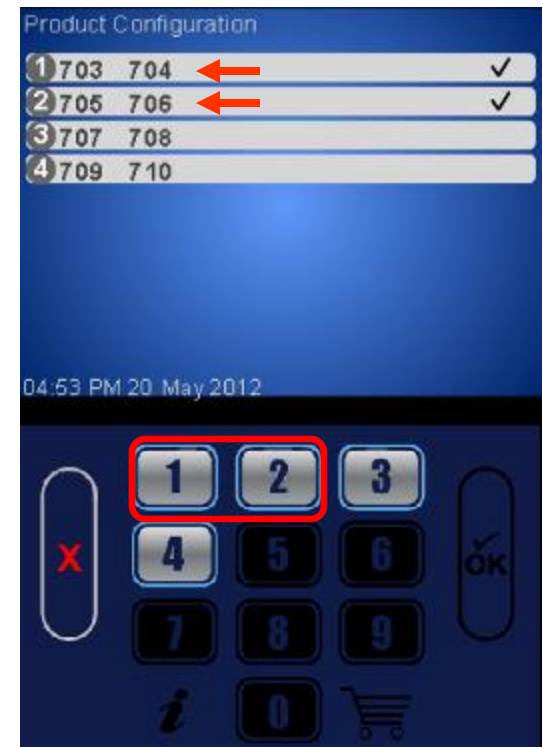 Product Configuration
1 703 704 ✓
2 705 706 ✓
3 707 708
4 709 710
04:53 PM 20 May 2012
1 2 3
X 4 5 6 OK
7 8 9
i 0